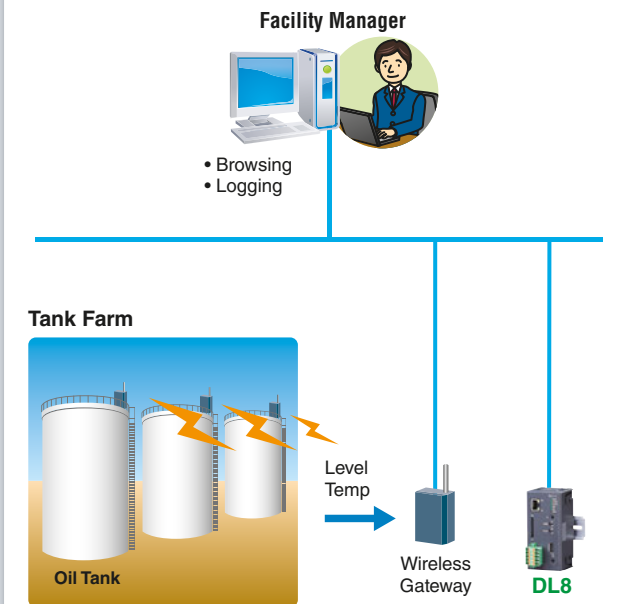 Facility Manager
• Browsing
• Logging
Tank Farm
Level
Temp
Oil Tank
Wireless
Gateway
DL8